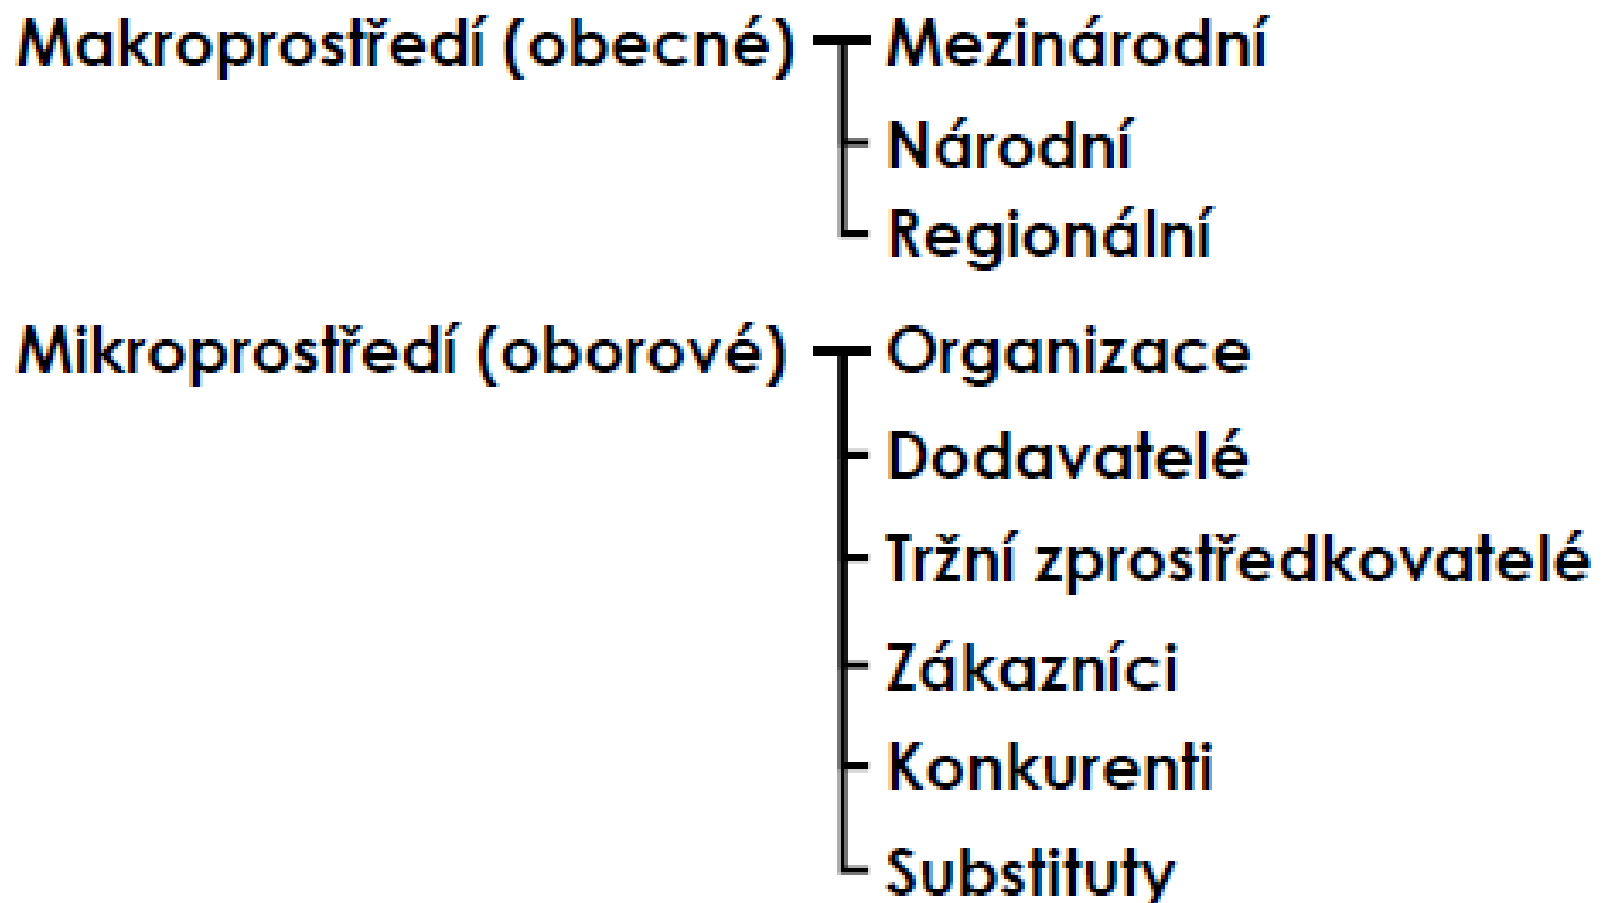 Makroprostředí (obecné) Mezinárodní
Národní
Regionální
Mikroprostředí (oborové) Organizace
Dodavatelé
Tržní zprostředkovatelé
Zákazníci
Konkurenti
Substituty